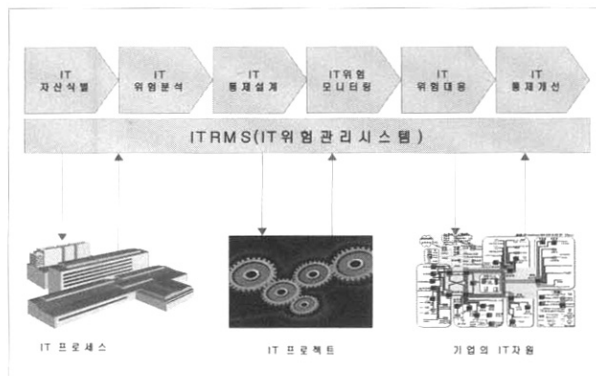 IT
자산식별
IT
위험분석
IT
통제설계
IT위험
모니터링
IT
위험대응
IT
통제개선
ITRMS(IT위험관리시스템)
IT 프로세스
IT 프로젝트
기업의 IT자원